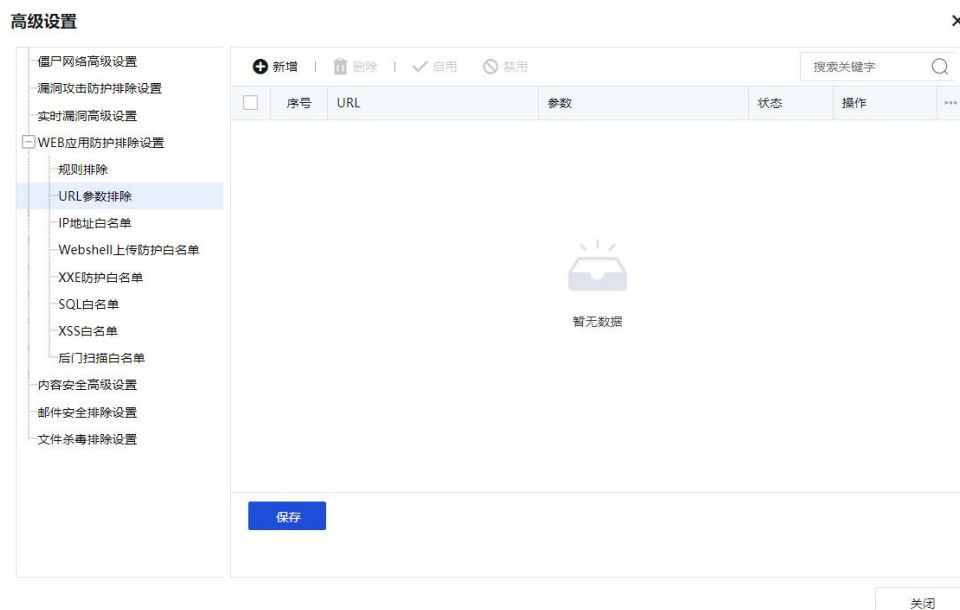 高级设置
僵尸网络高级设置
漏洞攻击防护排除设置
实时漏洞高级设置
WEB应用防护排除设置
规则排除
URL参数排除
IP地址白名单
Webshell上传防护白名单
XXE防护白名单
SQL白名单
XSS白名单
后门扫描白名单
内容安全高级设置
邮件安全排除设置
文件杀毒排除设置
新增 删除 启用 禁用 搜索关键字
序号 URL 参数 状态 操作
暂无数据
保存
关闭